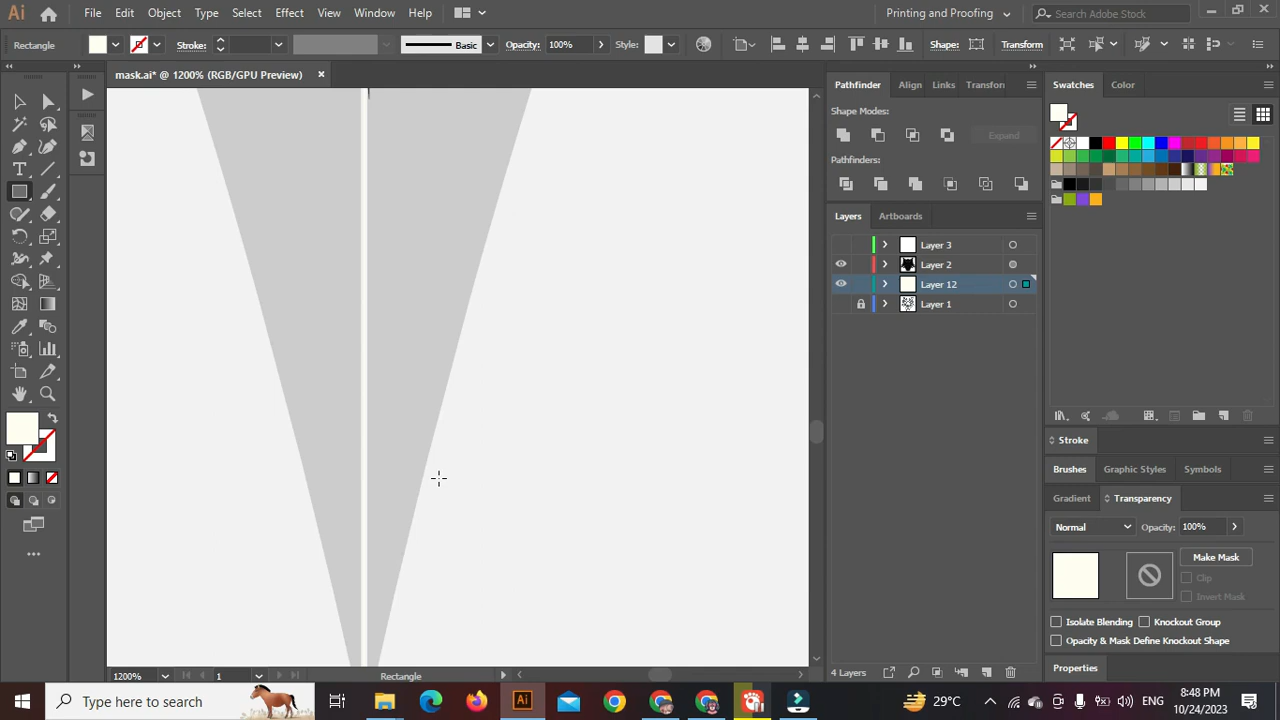 Ai
File Edit Object Type Select Effect View Window Help
Printing and Proofing
Search Adobe Stock
Rectangle
Stroke:
Basic
Opacity: 100%
Style:
Shape:
Transform
mask.ai* @ 1200% (RGB/GPU Preview)
Pathfinder Align Links Transfon
Shape Modes:
Expand
Pathfinders:
Layers Artboards
Layer 3
Layer 2
Layer 12
Layer 1
4 Layers
Swatches Color
Stroke
Brushes Graphic Styles Symbols
Gradient Transparency
Normal Opacity: 100%
Make Mask
Clip
Invert Mask
Isolate Blending Knockout Group
Opacity & Mask Define Knockout Shape
Properties
1200% 1 Rectangle
Type here to search
Ai
29°C
ENG
8:48 PM
10/24/2023